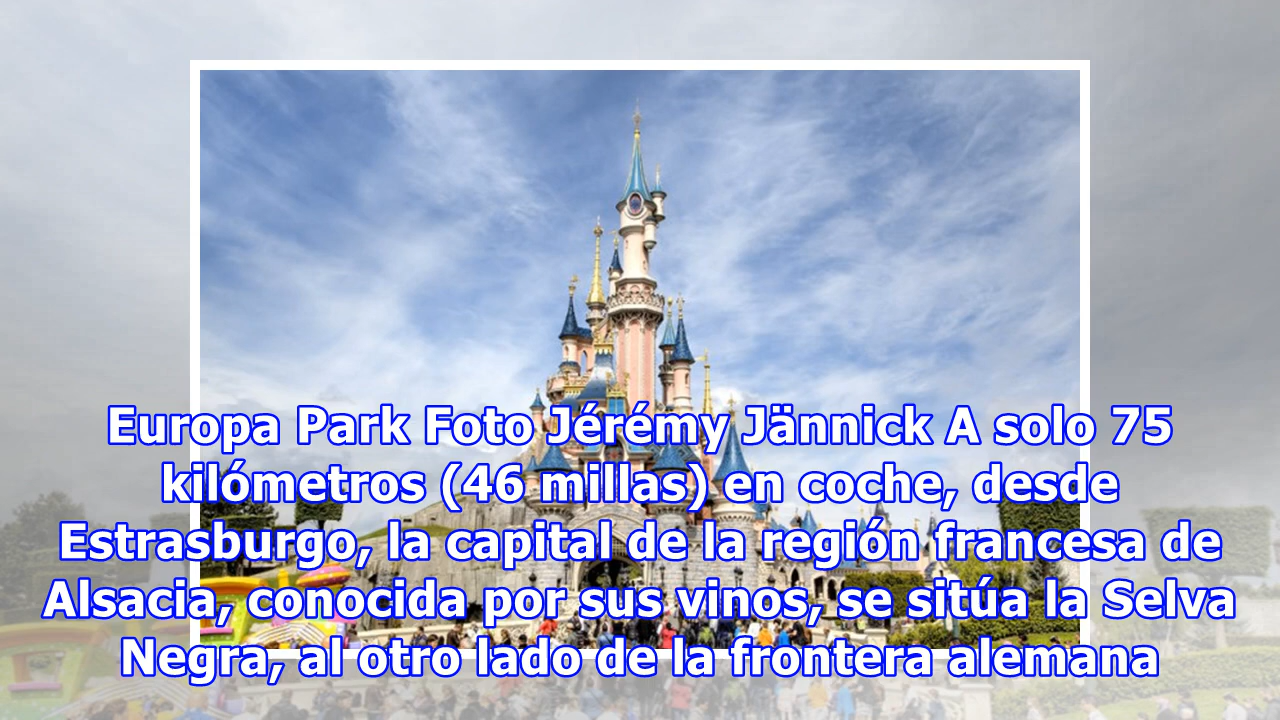 Europa Park Foto Jérémy Jännick A solo 75
kilómetros (46 millas) en coche, desde
Estrasburgo, la capital de la región francesa de
Alsacia, conocida por sus vinos, se sitúa la Selva
Negra, al otro lado de la frontera alemana